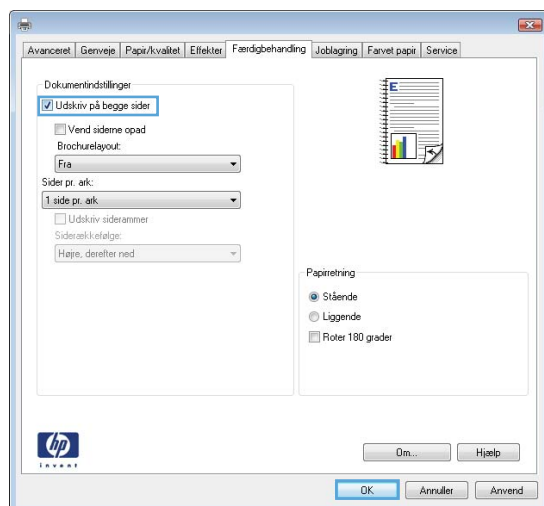 Avanceret Genveje Papir/kvalitet Effekter Færdigbehandling Joblagring Farvet papir Service
Dokumentindstillinger
Udskriv på begge sider
Vend siderne opad
Brochurelayout:
Fra
Sider pr. ark:
1 side pr. ark
Udskriv siderammer
Siderækkefølge:
Højre, derefter ned
E
Papirretning
Stående
Liggende
Roter 180 grader
hp
invent
Om... Hjælp
OK Annuller Anvend